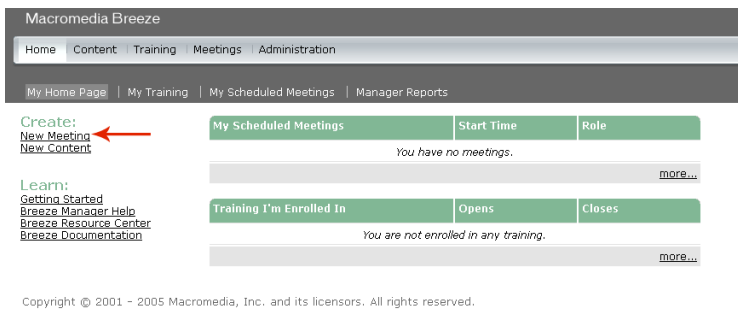 Macromedia Breeze
Home Content Training Meetings Administration
My Home Page | My Training | My Scheduled Meetings | Manager Reports
Create:
New Meeting
New Content
Learn:
Getting Started
Breeze Manager Help
Breeze Resource Center
Breeze Documentation
My Scheduled Meetings Start Time Role
You have no meetings.
more...
Training I'm Enrolled In Opens Closes
You are not enrolled in any training.
more...
Copyright © 2001 - 2005 Macromedia, Inc. and its licensors. All rights reserved.